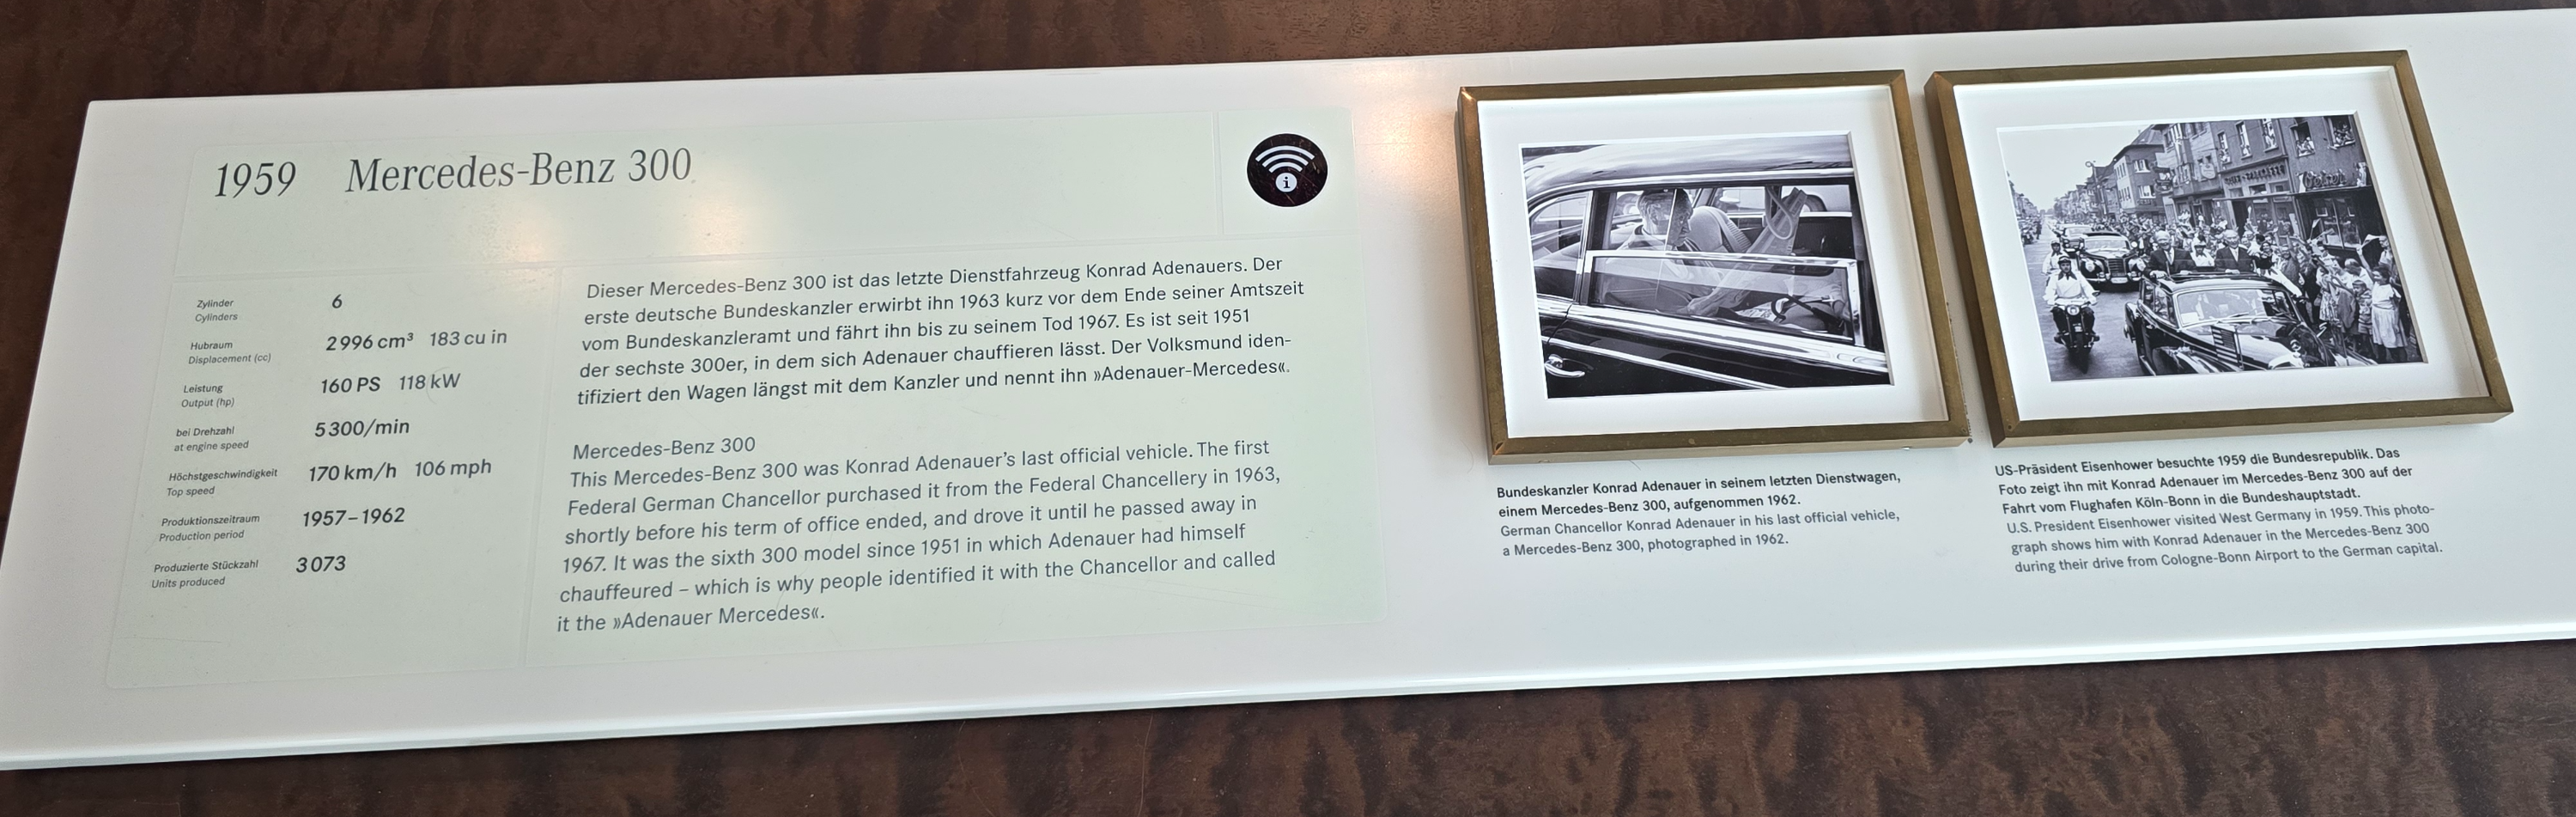 1959 Mercedes-Benz 300
i
Zylinder 6
Cylinders
Hubraum 2996 cm³ 183 cu in
Displacement (cc)
Leistung 160 PS 118 kW
Output (hp)
bei Drehzahl 5300/min
at engine speed
Höchstgeschwindigkeit 170 km/h 106 mph
Top speed
Produktionszeitraum 1957–1962
Production period
Produzierte Stückzahl 3073
Units produced
Dieser Mercedes-Benz 300 ist das letzte Dienstfahrzeug Konrad Adenauers. Der
erste deutsche Bundeskanzler erwirbt ihn 1963 kurz vor dem Ende seiner Amtszeit
vom Bundeskanzleramt und fährt ihn bis zu seinem Tod 1967. Es ist seit 1951
der sechste 300er, in dem sich Adenauer chauffieren lässt. Der Volksmund iden-
tifiziert den Wagen längst mit dem Kanzler und nennt ihn »Adenauer-Mercedes«.
Mercedes-Benz 300
This Mercedes-Benz 300 was Konrad Adenauer’s last official vehicle. The first
Federal German Chancellor purchased it from the Federal Chancellery in 1963,
shortly before his term of office ended, and drove it until he passed away in
1967. It was the sixth 300 model since 1951 in which Adenauer had himself
chauffeured – which is why people identified it with the Chancellor and called
it the »Adenauer Mercedes«.
Bundeskanzler Konrad Adenauer in seinem letzten Dienstwagen,
einem Mercedes-Benz 300, aufgenommen 1962.
German Chancellor Konrad Adenauer in his last official vehicle,
a Mercedes-Benz 300, photographed in 1962.
US-Präsident Eisenhower besuchte 1959 die Bundesrepublik. Das
Foto zeigt ihn mit Konrad Adenauer im Mercedes-Benz 300 auf der
Fahrt vom Flughafen Köln-Bonn in die Bundeshauptstadt.
U.S. President Eisenhower visited West Germany in 1959. This photo-
graph shows him with Konrad Adenauer in the Mercedes-Benz 300
during their drive from Cologne-Bonn Airport to the German capital.